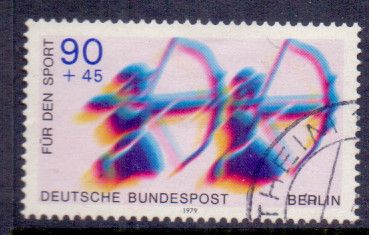 90
+ 45
FÜR DEN SPORT
DEUTSCHE BUNDESPOST BERLIN
1979